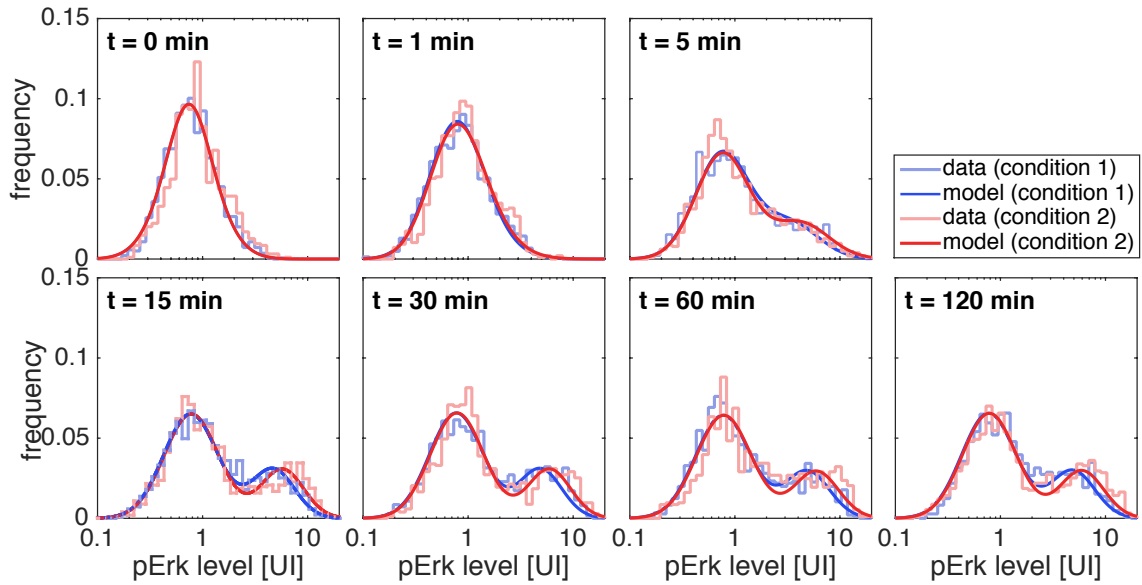 0.15
t = 0 min
t = 1 min
t = 5 min
0.1
frequency
0.05
0
data (condition 1)
model (condition 1)
data (condition 2)
model (condition 2)
0.15
t = 15 min
t = 30 min
t = 60 min
t = 120 min
0.1
frequency
0.05
0
0.1 1 10 0.1 1 10 0.1 1 10 0.1 1 10
pErk level [UI] pErk level [UI] pErk level [UI] pErk level [UI]